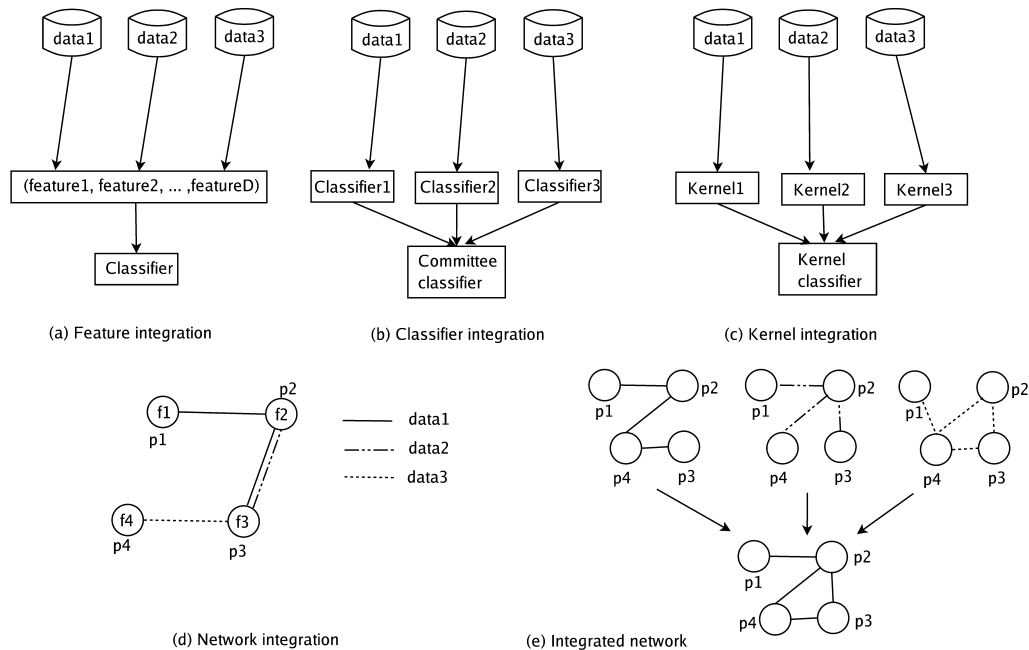 data1 data2 data3
(feature1, feature2, ... ,featureD)
Classifier
(a) Feature integration
data1 data2 data3
Classifier1 Classifier2 Classifier3
Committee
classifier
(b) Classifier integration
data1 data2 data3
Kernel1 Kernel2 Kernel3
Kernel
classifier
(c) Kernel integration
p2
f1 f2
p1
f4 f3
p4 p3
data1
data2
data3
(d) Network integration
p2
p1
p4 p3
p2
p1
p4 p3
p2
p1
p4 p3
p2
p1
p4 p3
(e) Integrated network